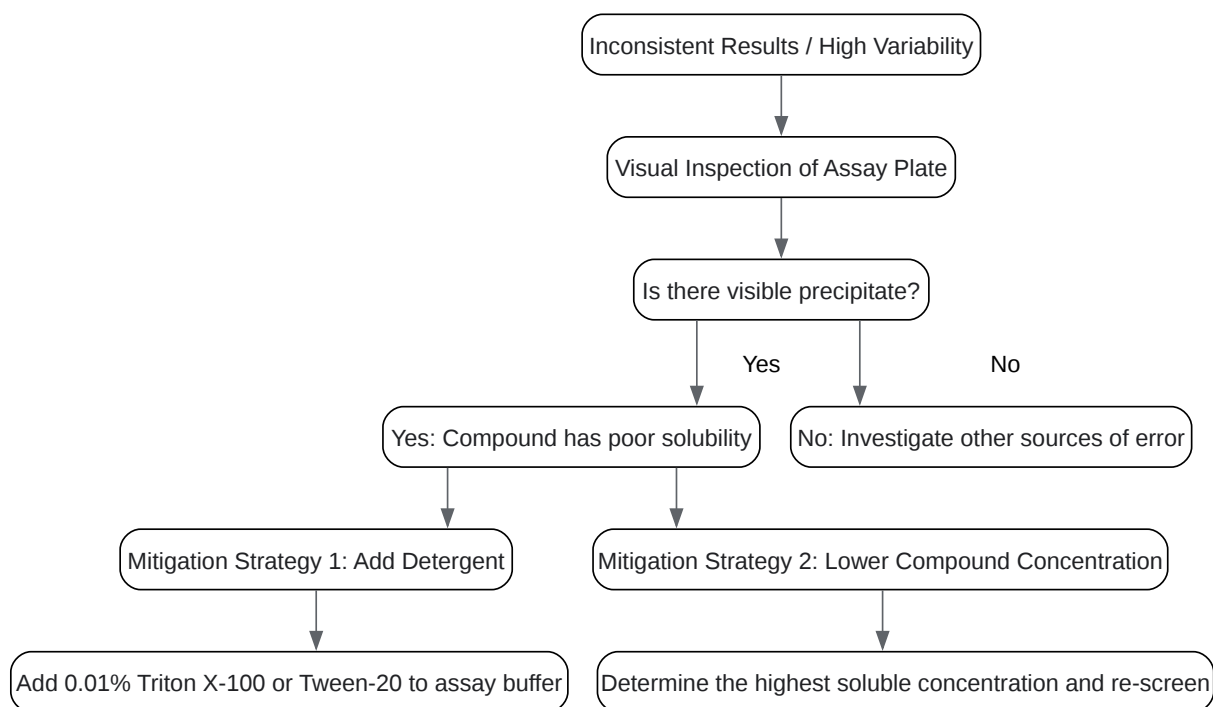 Inconsistent Results / High Variability
Visual Inspection of Assay Plate
Is there visible precipitate?
Yes
No
Yes: Compound has poor solubility
No: Investigate other sources of error
Mitigation Strategy 1: Add Detergent
Mitigation Strategy 2: Lower Compound Concentration
Add 0.01% Triton X-100 or Tween-20 to assay buffer
Determine the highest soluble concentration and re-screen